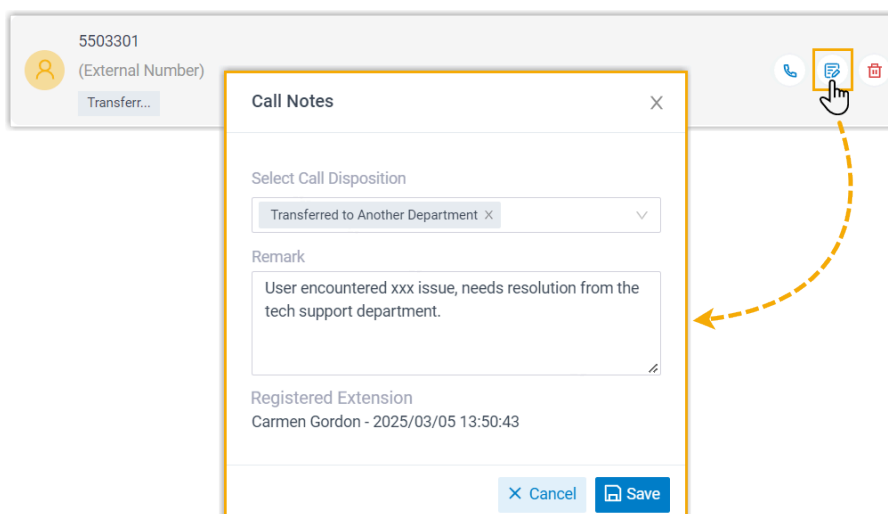 5503301
(External Number)
Transferr...
Call Notes
Select Call Disposition
Transferred to Another Department
Remark
User encountered xxx issue, needs resolution from the
tech support department.
Registered Extension
Carmen Gordon - 2025/03/05 13:50:43
Cancel
Save